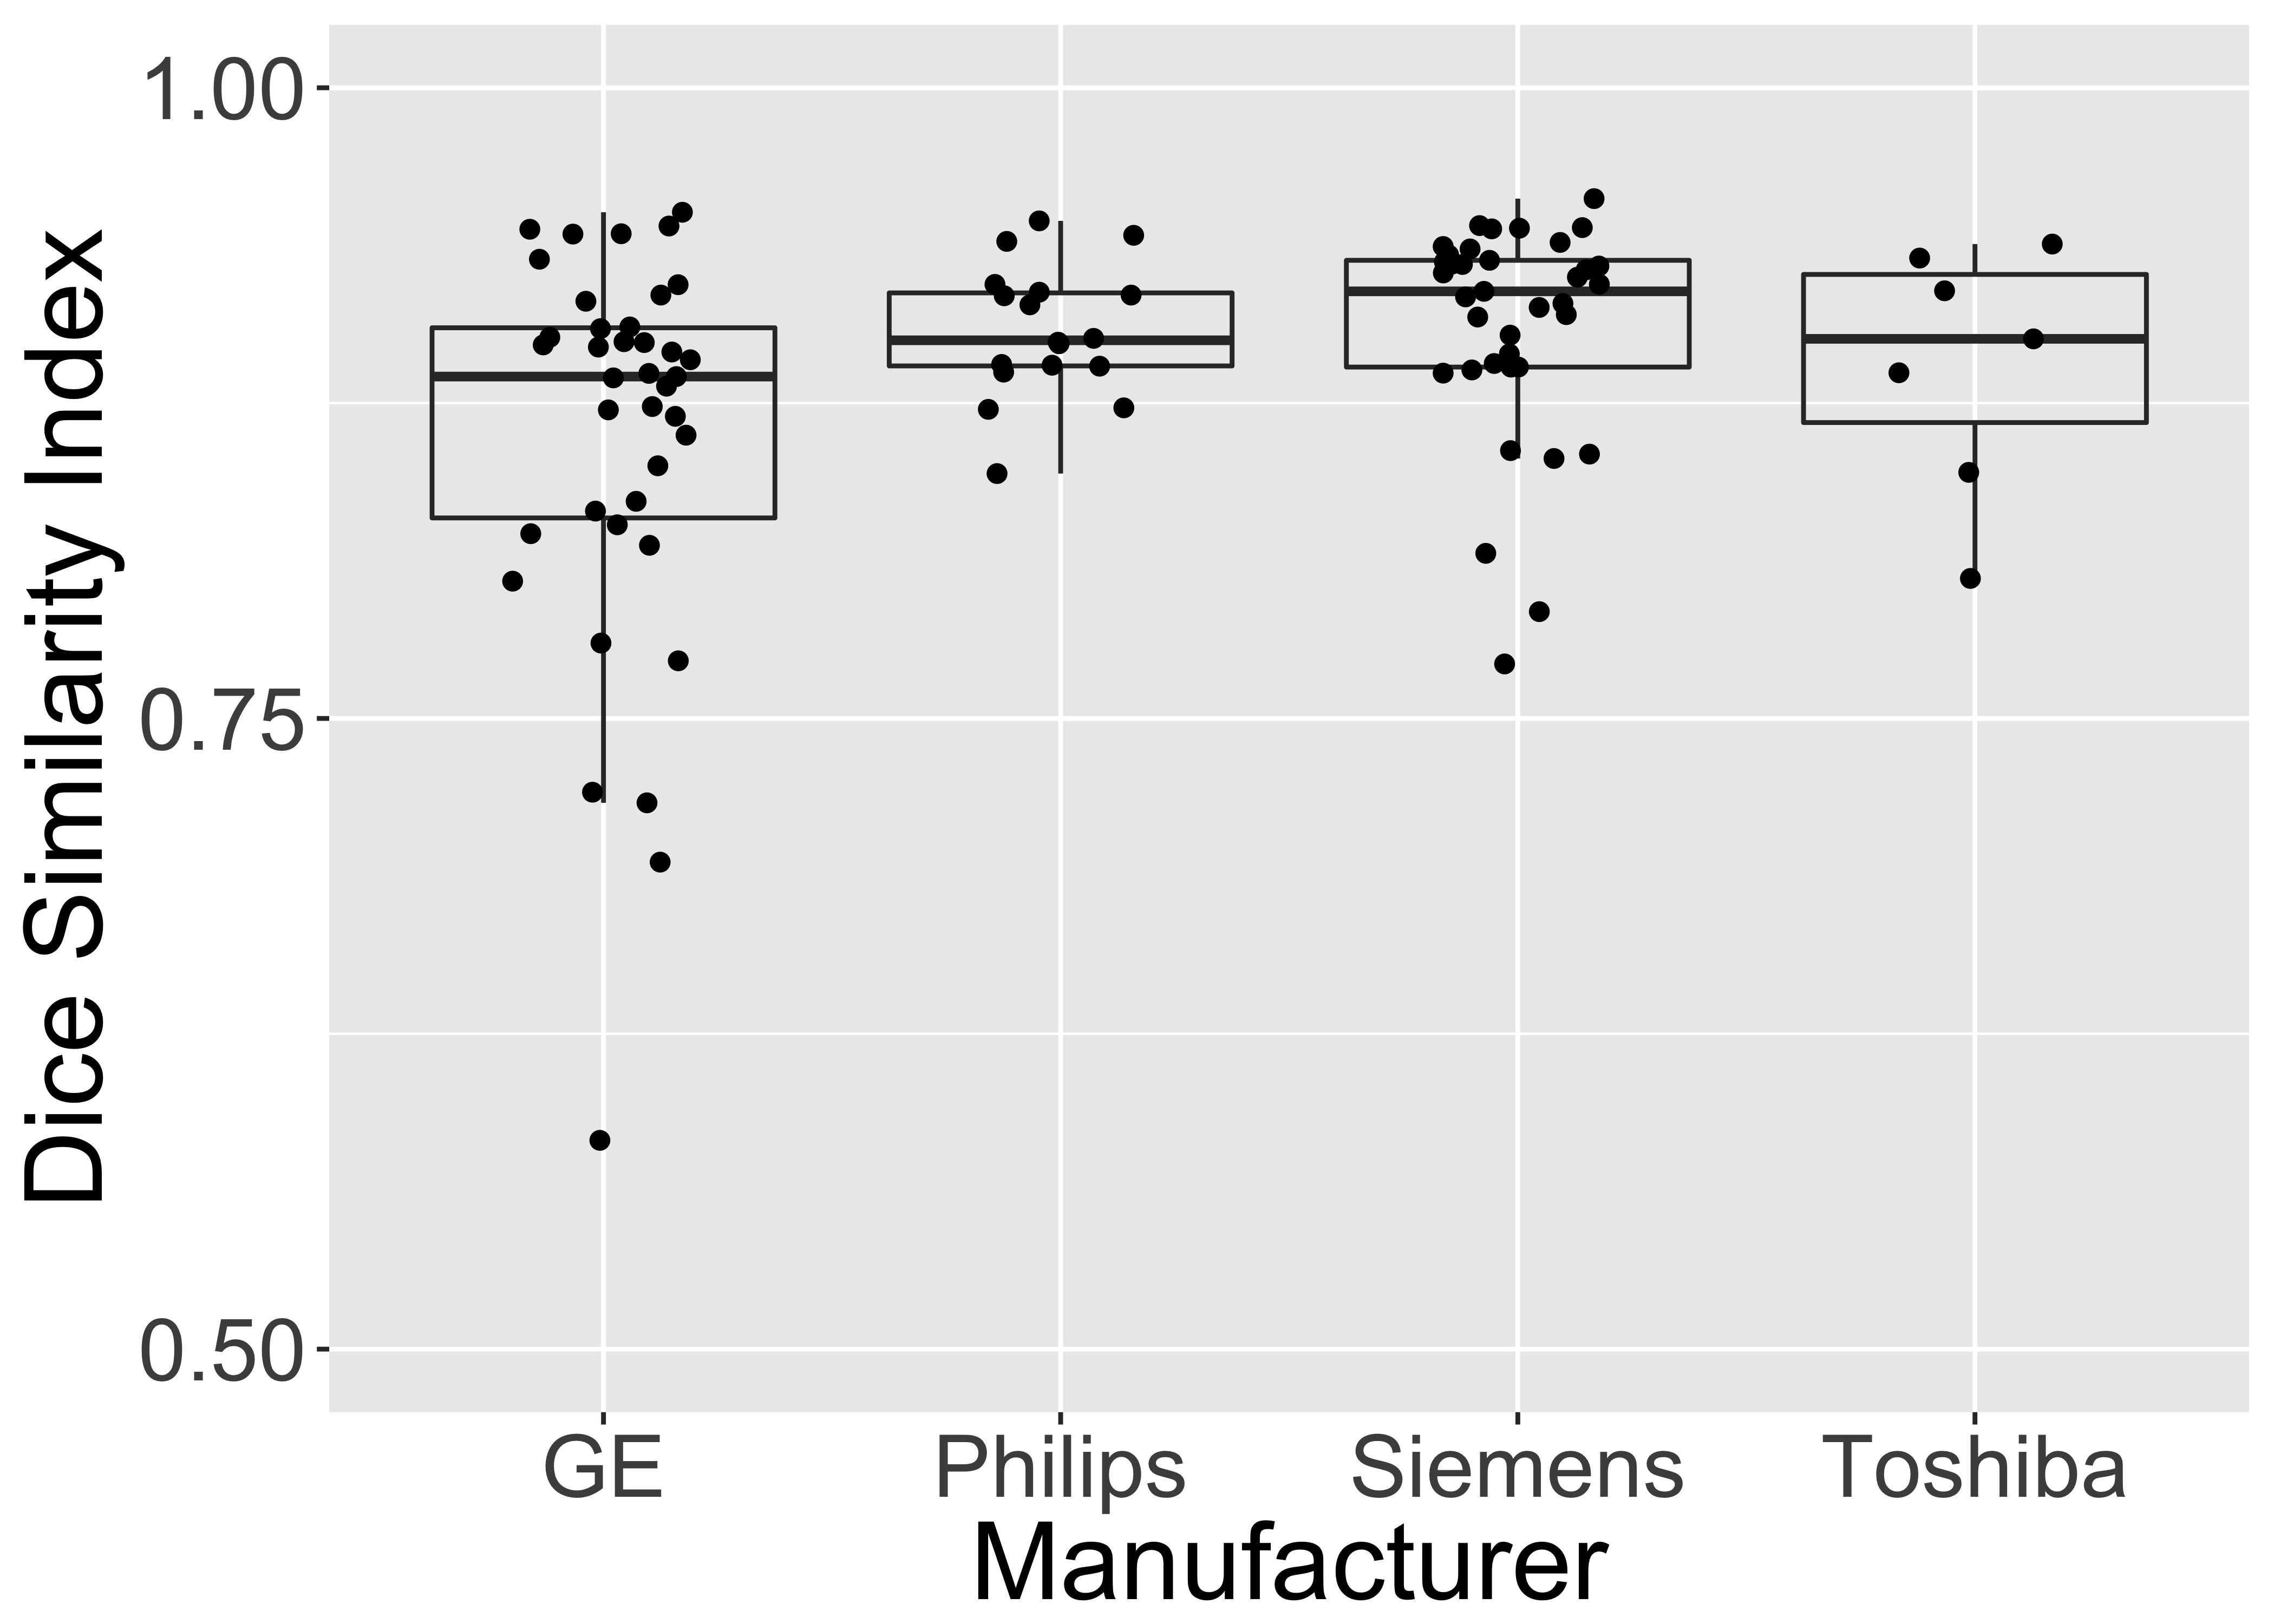 Dice Similarity Index
1.00
0.75
0.50
GE Philips Siemens Toshiba
Manufacturer